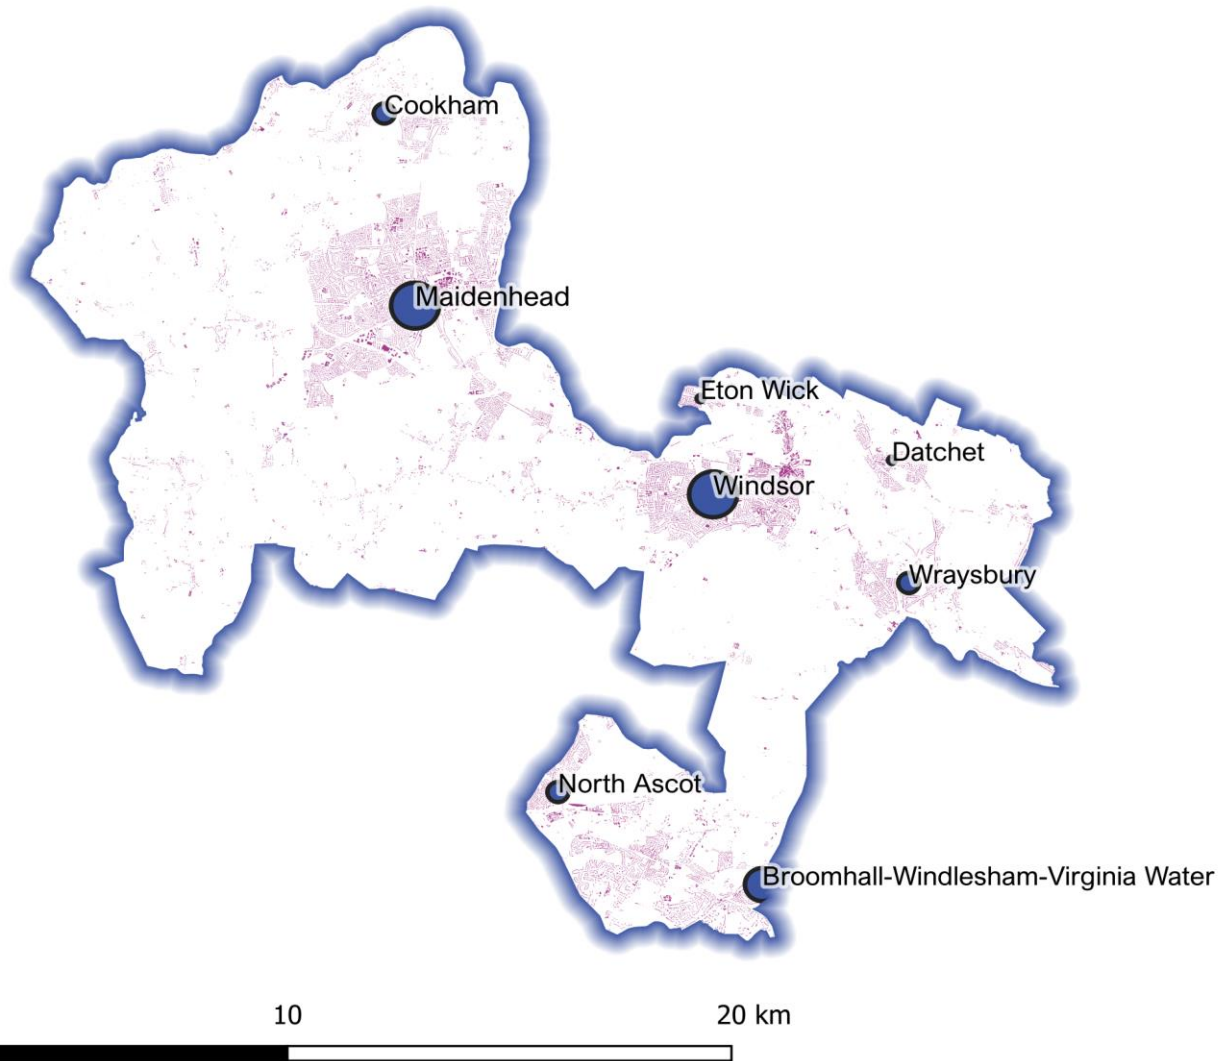 Cookham
Maidenhead
Eton Wick
Datchet
Windsor
Wraysbury
North Ascot
Broomhall-Windlesham-Virginia Water
10
20 km